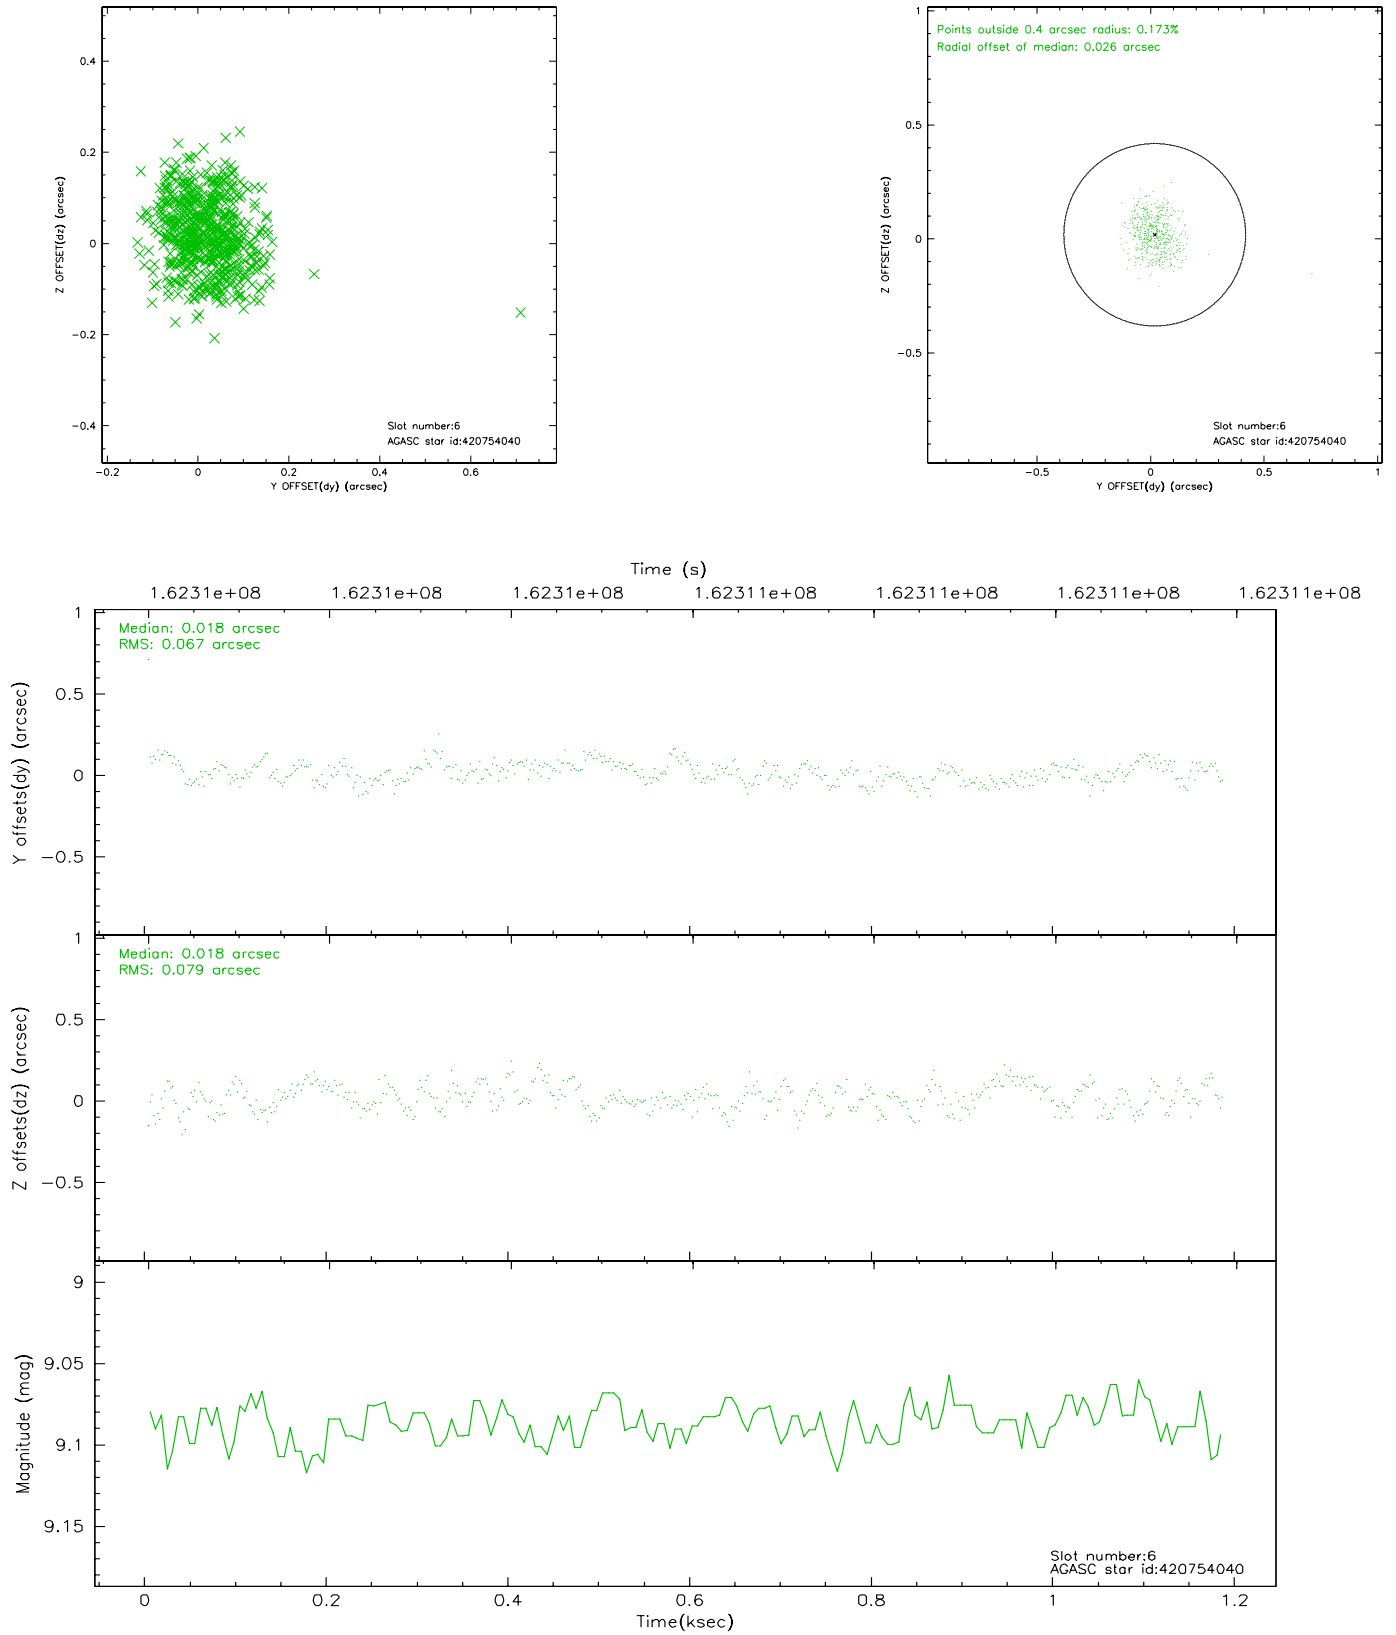 0.4
0.2
0
−0.2
−0.4
Z OFFSET(dz) (arcsec)
Slot number:6
AGASC star id:420754040
−0.2 0 0.2 0.4 0.6
Y OFFSET(dy) (arcsec)
1
0.5
0
−0.5
Z OFFSET(dz) (arcsec)
Points outside 0.4 arcsec radius: 0.173%
Radial offset of median: 0.026 arcsec
Slot number:6
AGASC star id:420754040
−0.5 0 0.5 1
Y OFFSET(dy) (arcsec)
Time (s)
1.6231e+08 1.6231e+08 1.6231e+08 1.62311e+08 1.62311e+08 1.62311e+08 1.62311e+08
1
0.5
0
−0.5
Y offsets(dy) (arcsec)
Median: 0.018 arcsec
RMS: 0.067 arcsec
1
0.5
0
−0.5
Z offsets(dz) (arcsec)
Median: 0.018 arcsec
RMS: 0.079 arcsec
9
9.05
9.1
9.15
Magnitude (mag)
Slot number:6
AGASC star id:420754040
0 0.2 0.4 0.6 0.8 1 1.2
Time(ksec)